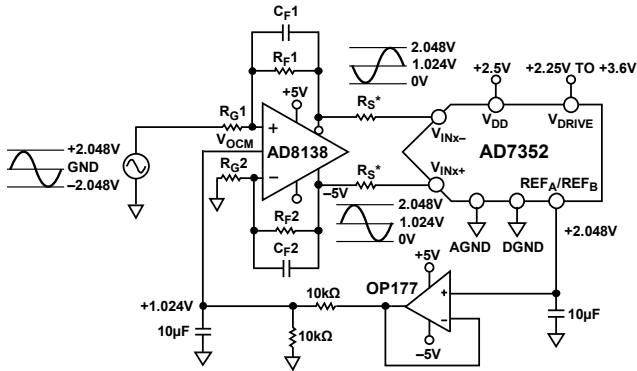 CF1
RF1
+5V
RG1
VOCM
+
AD8138
RG2
−
−5V
RF2
CF2
+2.048V
GND
−2.048V
2.048V
1.024V
0V
RS*
RS*
2.048V
1.024V
0V
+2.5V
+2.25V TO +3.6V
VDD
VDRIVE
VINx−
AD7352
VINx+
REFA/REFB
AGND
DGND
+2.048V
+5V
OP177
+
−
−5V
10µF
+1.024V
10kΩ
10µF
10kΩ